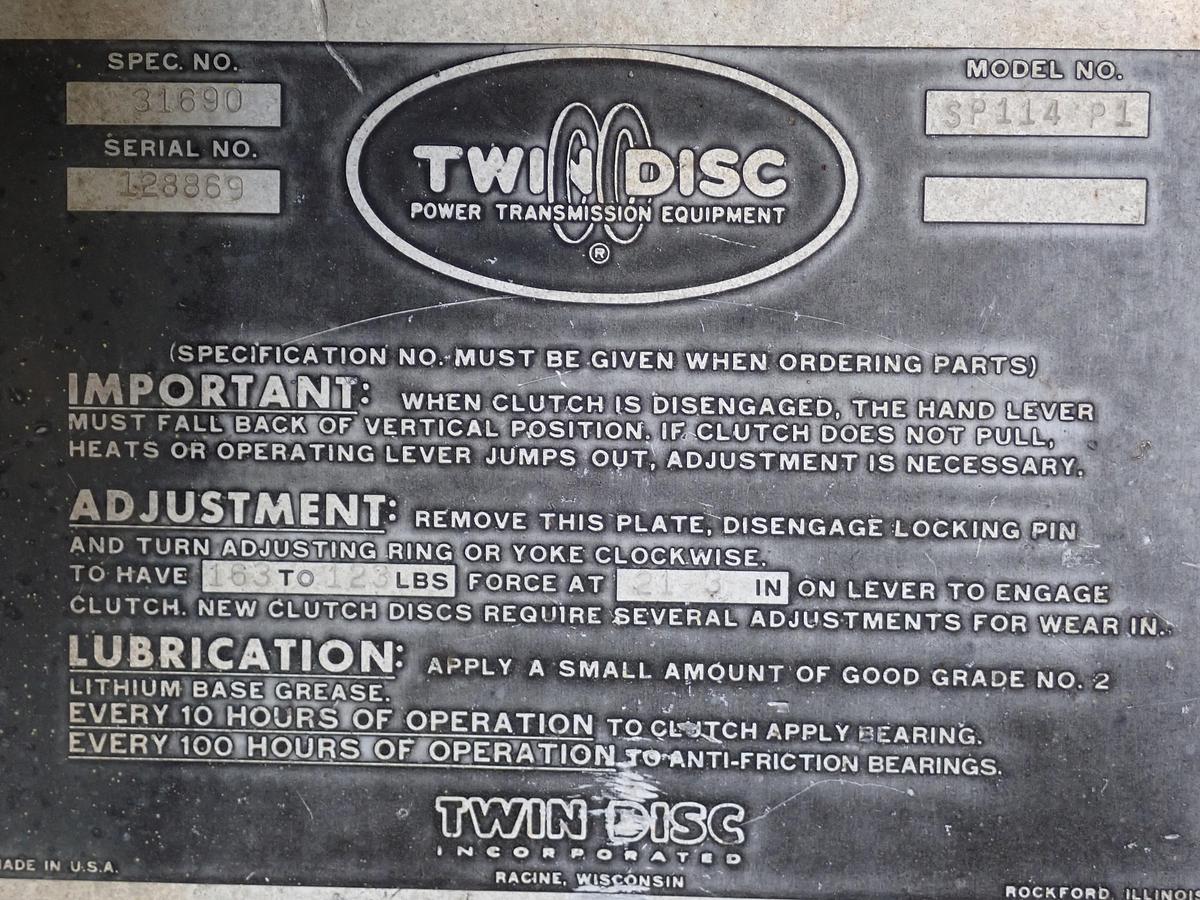 SPEC. NO.
31690
SERIAL NO.
128869
MODEL NO.
SP114 P1
TWIN DISC
POWER TRANSMISSION EQUIPMENT
®
(SPECIFICATION NO. MUST BE GIVEN WHEN ORDERING PARTS)
IMPORTANT: WHEN CLUTCH IS DISENGAGED, THE HAND LEVER
MUST FALL BACK OF VERTICAL POSITION. IF CLUTCH DOES NOT PULL,
HEATS OR OPERATING LEVER JUMPS OUT, ADJUSTMENT IS NECESSARY.
ADJUSTMENT: REMOVE THIS PLATE, DISENGAGE LOCKING PIN
AND TURN ADJUSTING RING OR YOKE CLOCKWISE.
TO HAVE 163 TO 123 LBS FORCE AT IN ON LEVER TO ENGAGE
CLUTCH. NEW CLUTCH DISCS REQUIRE SEVERAL ADJUSTMENTS FOR WEAR IN.
LUBRICATION: APPLY A SMALL AMOUNT OF GOOD GRADE NO. 2
LITHIUM BASE GREASE.
EVERY 10 HOURS OF OPERATION TO CLUTCH APPLY BEARING.
EVERY 100 HOURS OF OPERATION TO ANTI-FRICTION BEARINGS.
TWIN DISC
INCORPORATED
RACINE, WISCONSIN
MADE IN U.S.A.
ROCKFORD, ILLINOIS